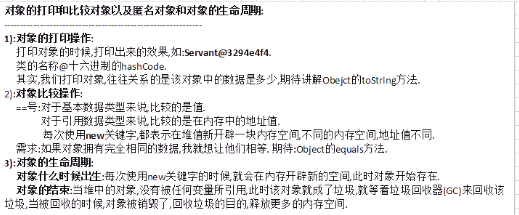 对象的打印和比较对象以及匿名对象和对象的生命周期:
------------------------------------------------------------
1):对象的打印操作:
打印对象的时候,打印出来的效果,如:Servant@3294e4f4.
类的名称@十六进制的hashCode.
其实,我们打印对象,往往关系的是该对象中的数据是多少,期待讲解Obejct的toString方法.
2):对象比较操作:
==号:对于基本数据类型来说,比较的是值.
对于引用数据类型来说,比较的是在内存中的地址值.
每次使用new关键字,都表示在堆值新开辟一块内存空间,不同的内存空间,地址值不同.
需求:如果对象拥有完全相同的数据,我就想让他们相等. 期待:Object的equals方法.
3):对象的生命周期:
对象什么时候出生:每次使用new关键字的时候,就会在内存开辟新的空间,此时对象开始存在.
对象的结束:当堆中的对象,没有被任何变量所引用,此时该对象就成了垃圾,就等着垃圾回收器(GC)来回收该
垃圾,当被回收的时候,对象被销毁了,回收垃圾的目的,释放更多的内存空间.